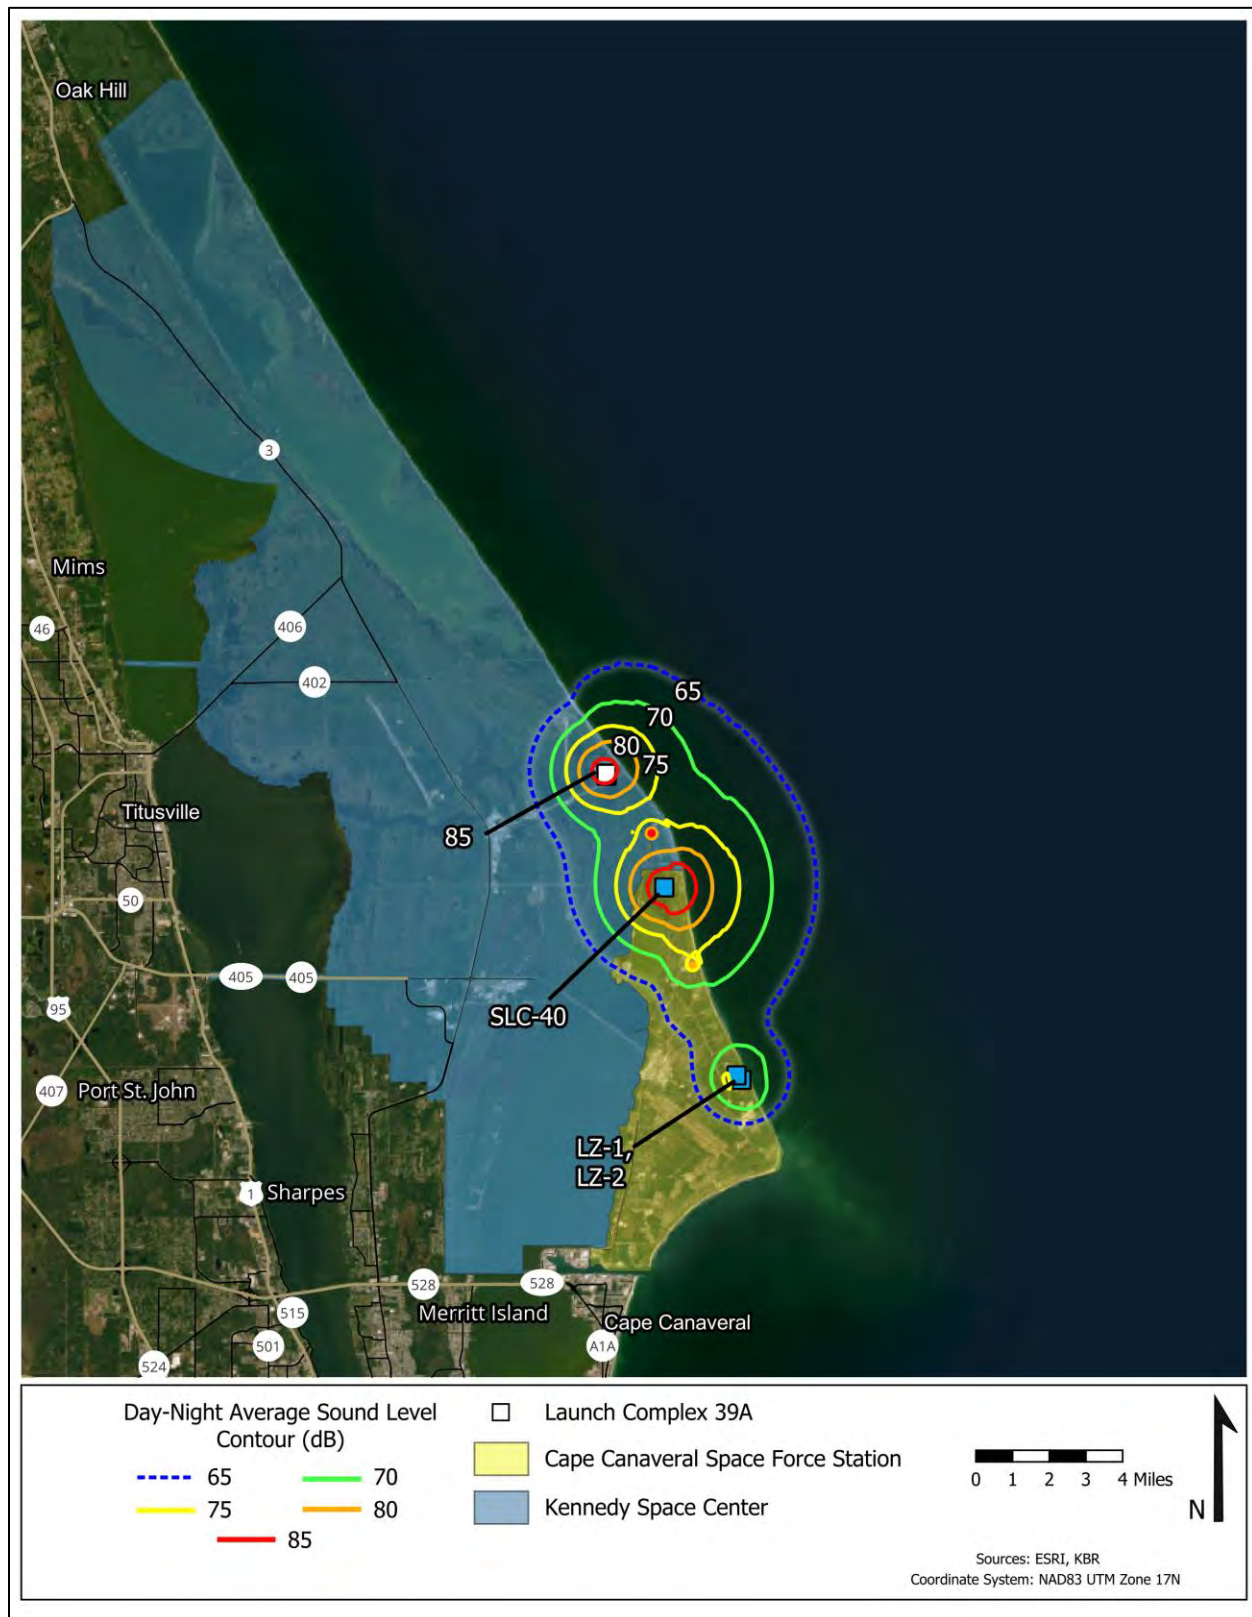 Oak Hill
3
Mims
46
406
402
65
70
80
75
Titusville
85
50
405
405
SLC-40
95
407
Port St. John
LZ-1,
LZ-2
1
Sharpes
528
528
Merritt Island
515
Cape Canaveral
501
A1A
524
Day-Night Average Sound Level
Contour (dB)
65
70
75
80
85
Launch Complex 39A
Cape Canaveral Space Force Station
Kennedy Space Center
0 1 2 3 4 Miles
N
Sources: ESRI, KBR
Coordinate System: NAD83 UTM Zone 17N